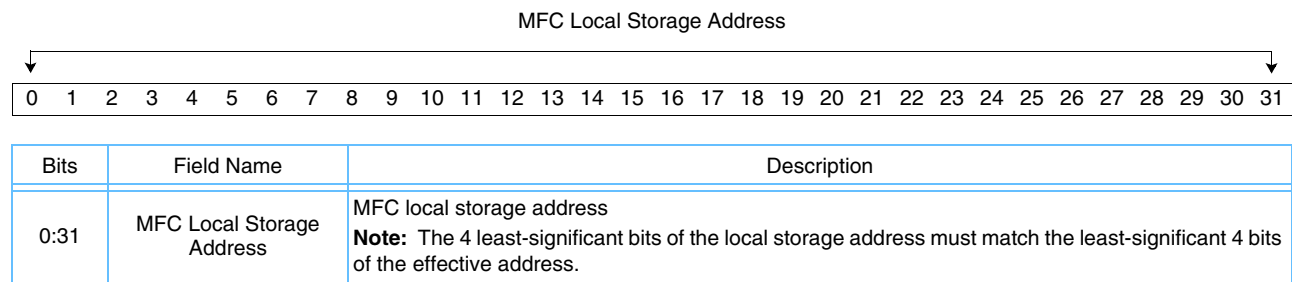 MFC Local Storage Address
0 1 2 3 4 5 6 7 8 9 10 11 12 13 14 15 16 17 18 19 20 21 22 23 24 25 26 27 28 29 30 31
Bits Field Name Description
0:31 MFC Local Storage Address
MFC local storage address
Note: The 4 least-significant bits of the local storage address must match the least-significant 4 bits
of the effective address.